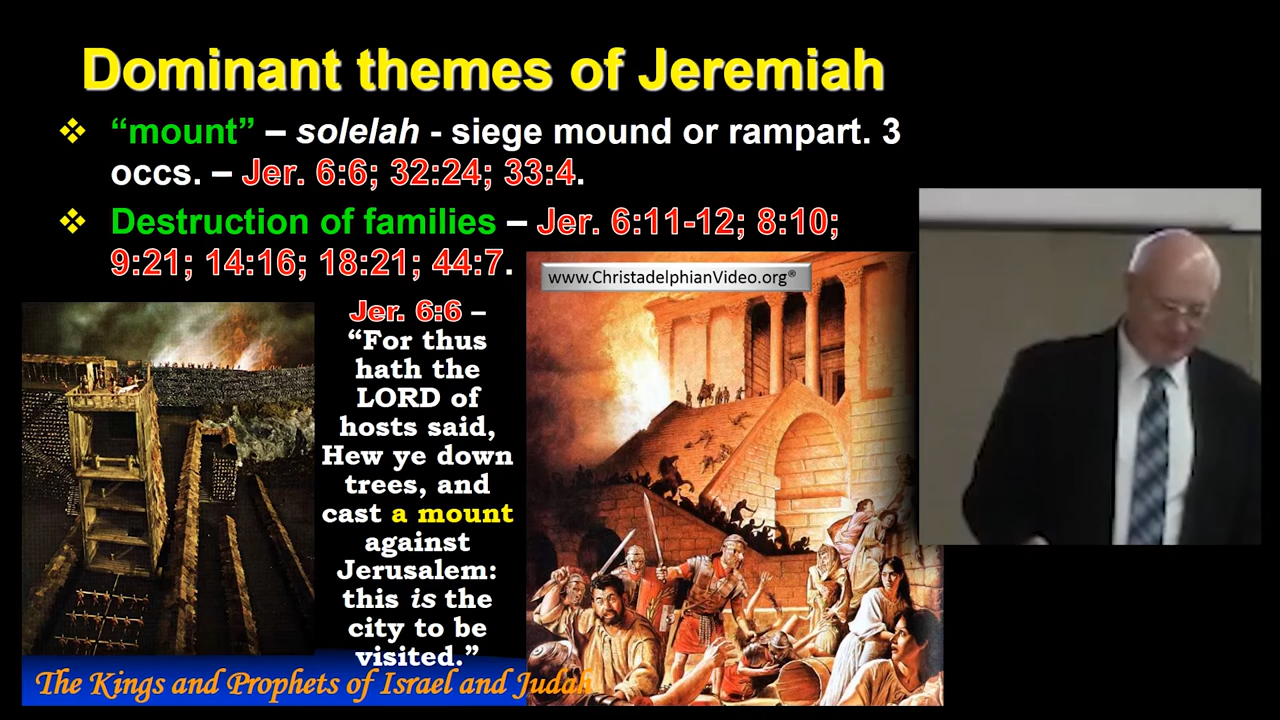 Dominant themes of Jeremiah
❖ “mount” – solelah - siege mound or rampart. 3
occs. – Jer. 6:6; 32:24; 33:4.
❖ Destruction of families – Jer. 6:11-12; 8:10;
9:21; 14:16; 18:21; 44:7.
www.ChristadelphianVideo.org®
Jer. 6:6 –
“For thus
hath the
LORD of
hosts said,
Hew ye down
trees, and
cast a mount
against
Jerusalem:
this is the
city to be
visited.”
The Kings and Prophets of Israel and Judah